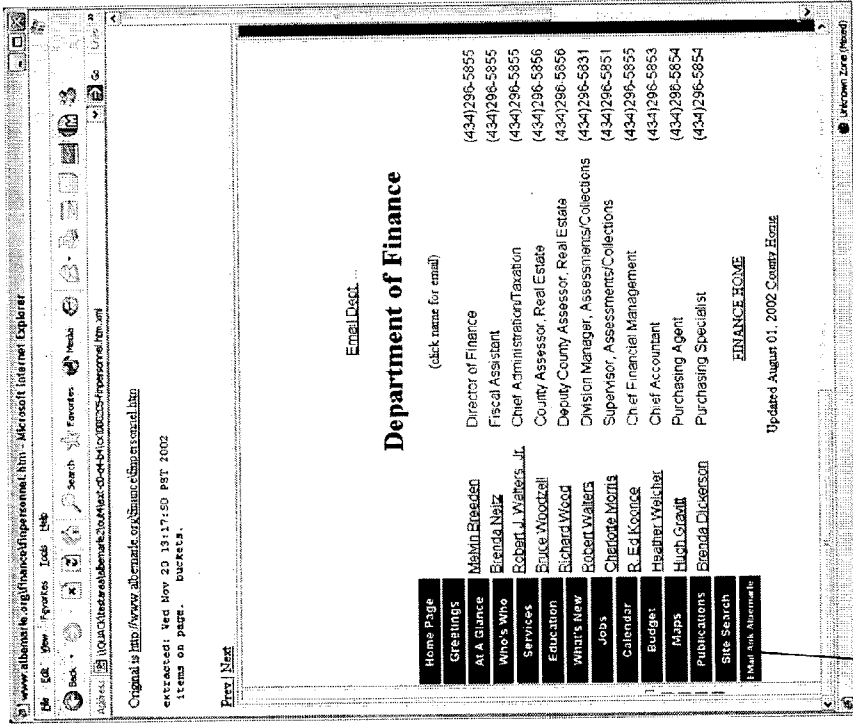 www.albemarle.org\finance\finpersonnel.htm - Microsoft Internet Explorer
File Edit View Favorites Tools Help
Back Search Favorites Media
Address Go
Original is http://www.albemarle.org\finance\finpersonnel.htm
extracted: Wed Nov 20 13:17:50 PST 2002
items on page. buckets.
Prev | Next
Email Dept...
Department of Finance
(click name for email)
Home Page
Greetings
At A Glance
Who's Who
Services
Education
What's New
Jobs
Calendar
Budget
Maps
Publications
Site Search
EMail Ask Albemarle
Melvin Breeden Director of Finance (434)296-5855
Brenda Neitz Fiscal Assistant (434)296-5855
Robert J. Walters, Jr. Chief Administration/Taxation (434)296-5855
Bruce Woodzell County Assessor, Real Estate (434)296-5856
Richard Wood Deputy County Assessor, Real Estate (434)296-5856
Robert Walters Division Manager, Assessments/Collections (434)296-5831
Charlotte Morris Supervisor, Assessments/Collections (434)296-5851
R. Ed Koonce Chief Financial Management (434)296-5855
Heather Weicher Chief Accountant (434)296-5853
Hugh Gravitt Purchasing Agent (434)296-5854
Brenda Dickerson Purchasing Specialist (434)296-5854
FINANCE HOME
Updated August 01, 2002 County Home
Unknown Zone (Mixed)